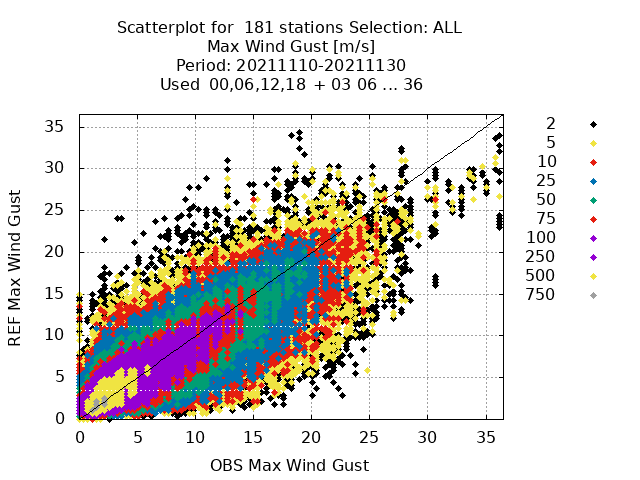 Scatterplot for 181 stations Selection: ALL
Max Wind Gust [m/s]
Period: 20211110-20211130
Used 00,06,12,18 + 03 06 ... 36
REF Max Wind Gust
35
30
25
20
15
10
5
0
0 5 10 15 20 25 30 35
OBS Max Wind Gust
2
5
10
25
50
75
100
250
500
750